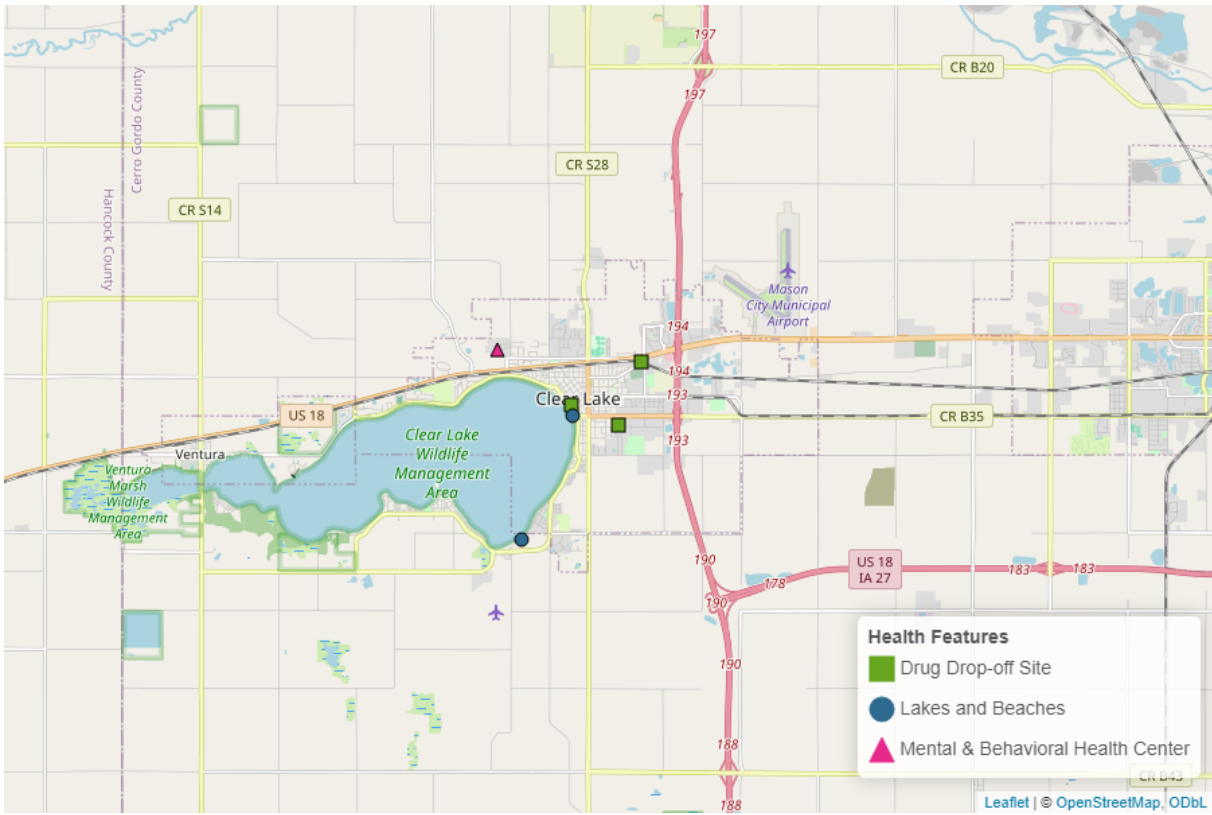 197
CR B20
197
Cerro Gordo County
Hancock County
CR S28
CR S14
Mason
City Municipal
Airport
194
194
193
Clear Lake
US 18
CR B35
193
Clear Lake
Wildlife
Management
Area
Ventura
Ventura
Marsh
Wildlife
Management
Area
190
US 18
IA 27
178
183
183
190
190
188
188
CR B43
Health Features
Drug Drop-off Site
Lakes and Beaches
Mental & Behavioral Health Center
Leaflet | © OpenStreetMap, ODbL